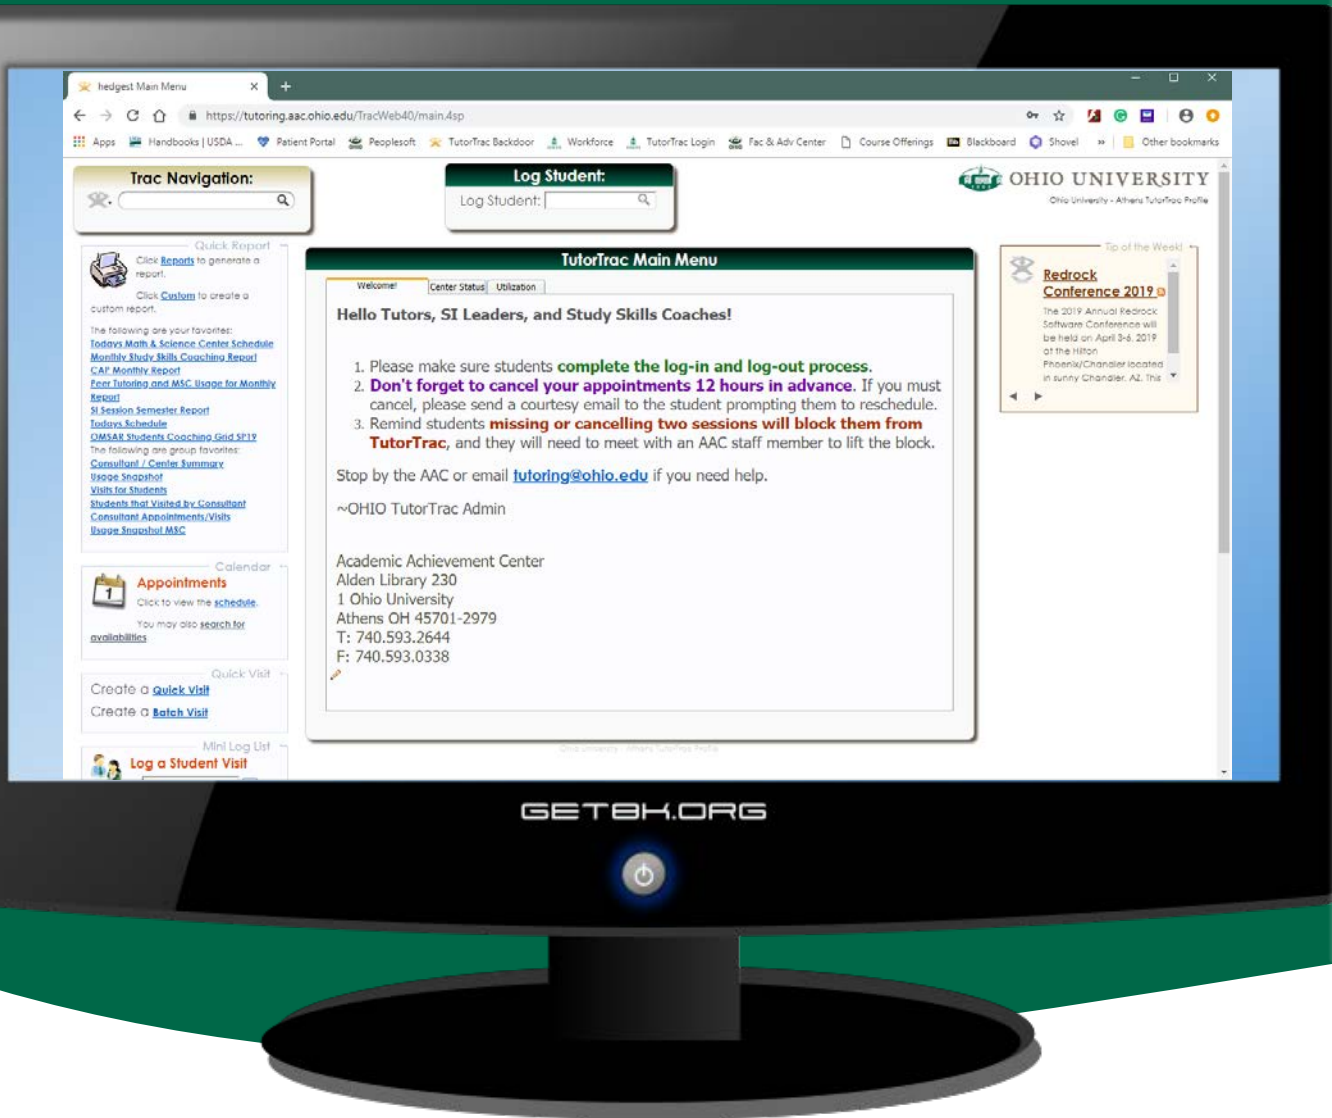 hedgest Main Menu
https://tutoring.aac.ohio.edu/TracWeb40/main.4sp
Apps Handbooks | USDA ... Patient Portal Peoplesoft TutorTrac Backdoor Workforce TutorTrac Login Fac & Adv Center Course Offerings Blackboard Shovel » Other bookmarks
Trac Navigation:
Log Student:
Log Student:
OHIO UNIVERSITY
Ohio University - Athens TutorTrac Profile
Quick Report
Click Reports to generate a
report.
Click Custom to create a
custom report.
The following are your favorites:
Todays Math & Science Center Schedule
Monthly Study Skills Coaching Report
CAP Monthly Report
Peer Tutoring and MSC Usage for Monthly
Report
SI Session Semester Report
Todays Schedule
OMSAR Students Coaching Grid SP19
The following are group favorites:
Consultant / Center Summary
Usage Snapshot
Visits for Students
Students that Visited by Consultant
Consultant Appointments/Visits
Usage Snapshot MSC
Calendar
1
Appointments
Click to view the schedule.
You may also search for
availabilities
Quick Visit
Create a Quick Visit
Create a Batch Visit
Mini Log List
Log a Student Visit
TutorTrac Main Menu
Welcome! Center Status Utilization
Hello Tutors, SI Leaders, and Study Skills Coaches!
1. Please make sure students complete the log-in and log-out process.
2. Don't forget to cancel your appointments 12 hours in advance. If you must
cancel, please send a courtesy email to the student prompting them to reschedule.
3. Remind students missing or cancelling two sessions will block them from
TutorTrac, and they will need to meet with an AAC staff member to lift the block.
Stop by the AAC or email tutoring@ohio.edu if you need help.
~OHIO TutorTrac Admin
Academic Achievement Center
Alden Library 230
1 Ohio University
Athens OH 45701-2979
T: 740.593.2644
F: 740.593.0338
Ohio University - Athens TutorTrac Profile
Tip of the Week!
Redrock
Conference 2019
The 2019 Annual Redrock
Software Conference will
be held on April 3-6, 2019
at the Hilton
Phoenix/Chandler located
in sunny Chandler, AZ. This
GET8K.ORG